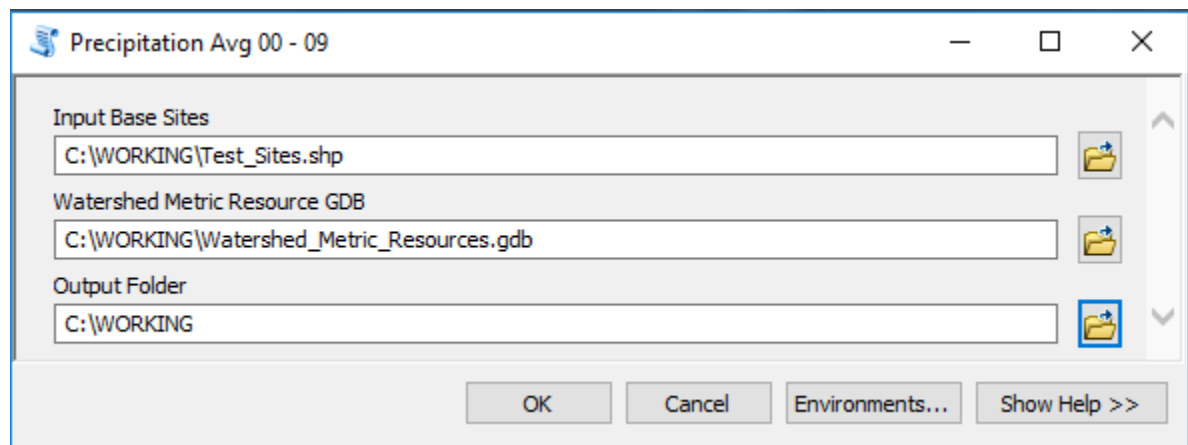 Precipitation Avg 00 - 09
Input Base Sites
C:\WORKING\Test_Sites.shp
Watershed Metric Resource GDB
C:\WORKING\Watershed_Metric_Resources.gdb
Output Folder
C:\WORKING
OK Cancel Environments... Show Help >>